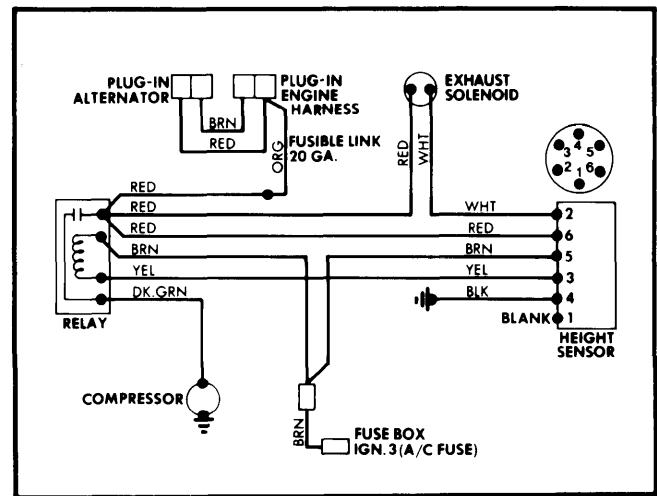 PLUG-IN
ALTERNATOR
PLUG-IN
ENGINE
HARNESS
EXHAUST
SOLENOID
BRN
RED
ORG
FUSIBLE LINK
20 GA.
RED
WHT
3 4 5
2 1 6
RED
RED
WHT
2
RED
RED
6
BRN
BRN
5
YEL
YEL
3
DK.GRN
BLK
4
BLANK
1
RELAY
HEIGHT
SENSOR
COMPRESSOR
BRN
FUSE BOX
IGN. 3 (A/C FUSE)